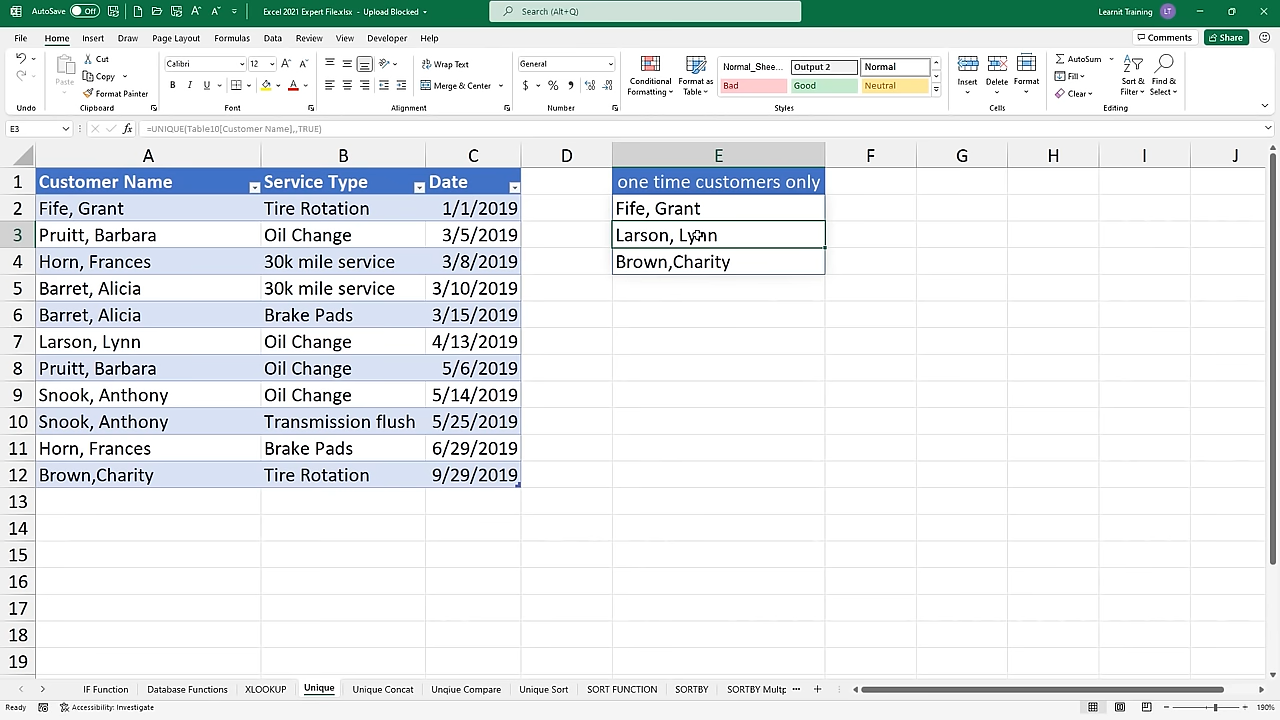 AutoSave Off
Excel 2021 Expert File.xlsx - Upload Blocked
Search (Alt+Q)
Learnit Training LT
File Home Insert Draw Page Layout Formulas Data Review View Developer Help
Comments Share
Undo
Paste Cut Copy Format Painter
Clipboard
Calibri 12
B I U
Font
Wrap Text
Merge & Center
Alignment
General
$ % 9
Number
Conditional Formatting
Format as Table
Normal_Shee... Output 2 Normal
Bad Good Neutral
Styles
Insert Delete Format
Cells
AutoSum
Fill
Clear
Sort & Filter
Find & Select
Editing
E3 fx =UNIQUE(Table10[Customer Name],,TRUE)
A B C D E F G H I J
1 Customer Name Service Type Date one time customers only
2 Fife, Grant Tire Rotation 1/1/2019 Fife, Grant
3 Pruitt, Barbara Oil Change 3/5/2019 Larson, Lynn
4 Horn, Frances 30k mile service 3/8/2019 Brown,Charity
5 Barret, Alicia 30k mile service 3/10/2019
6 Barret, Alicia Brake Pads 3/15/2019
7 Larson, Lynn Oil Change 4/13/2019
8 Pruitt, Barbara Oil Change 5/6/2019
9 Snook, Anthony Oil Change 5/14/2019
10 Snook, Anthony Transmission flush 5/25/2019
11 Horn, Frances Brake Pads 6/29/2019
12 Brown,Charity Tire Rotation 9/29/2019
13
14
15
16
17
18
19
IF Function Database Functions XLOOKUP Unique Unique Concat Unqiue Compare Unique Sort SORT FUNCTION SORTBY SORTBY Multp ...
Ready Accessibility: Investigate 190%